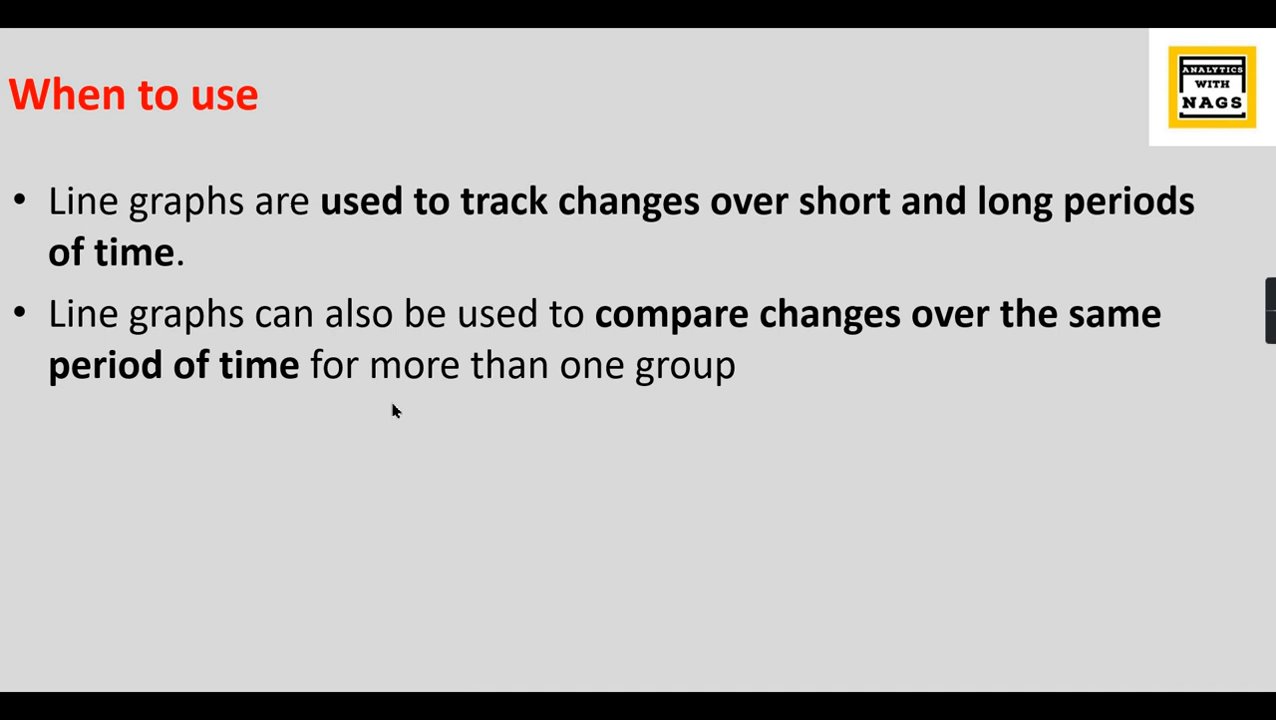 When to use
ANALYTICS
WITH
NAGS
• Line graphs are used to track changes over short and long periods
of time.
• Line graphs can also be used to compare changes over the same
period of time for more than one group